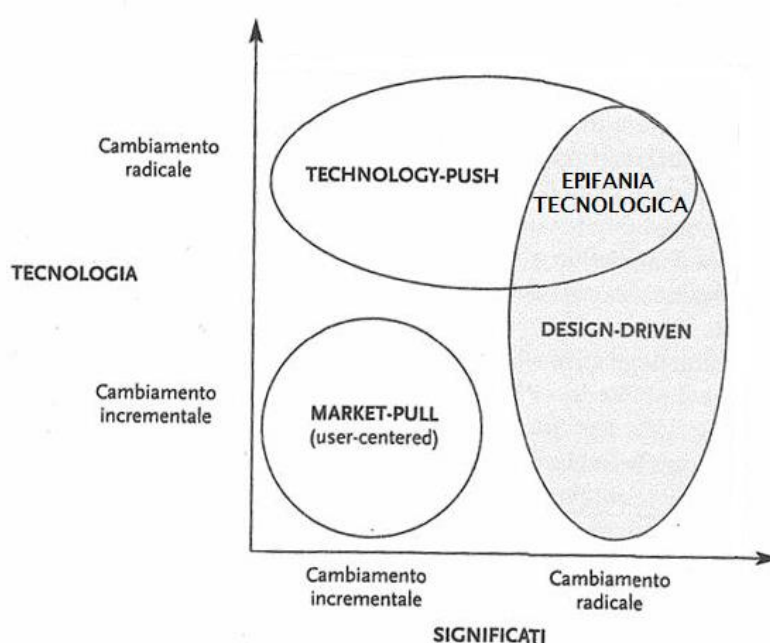 Cambiamento
radicale
TECHNOLOGY-PUSH
EPIFANIA
TECNOLOGICA
TECNOLOGIA
DESIGN-DRIVEN
Cambiamento
incrementale
MARKET-PULL
(user-centered)
Cambiamento
incrementale
Cambiamento
radicale
SIGNIFICATI